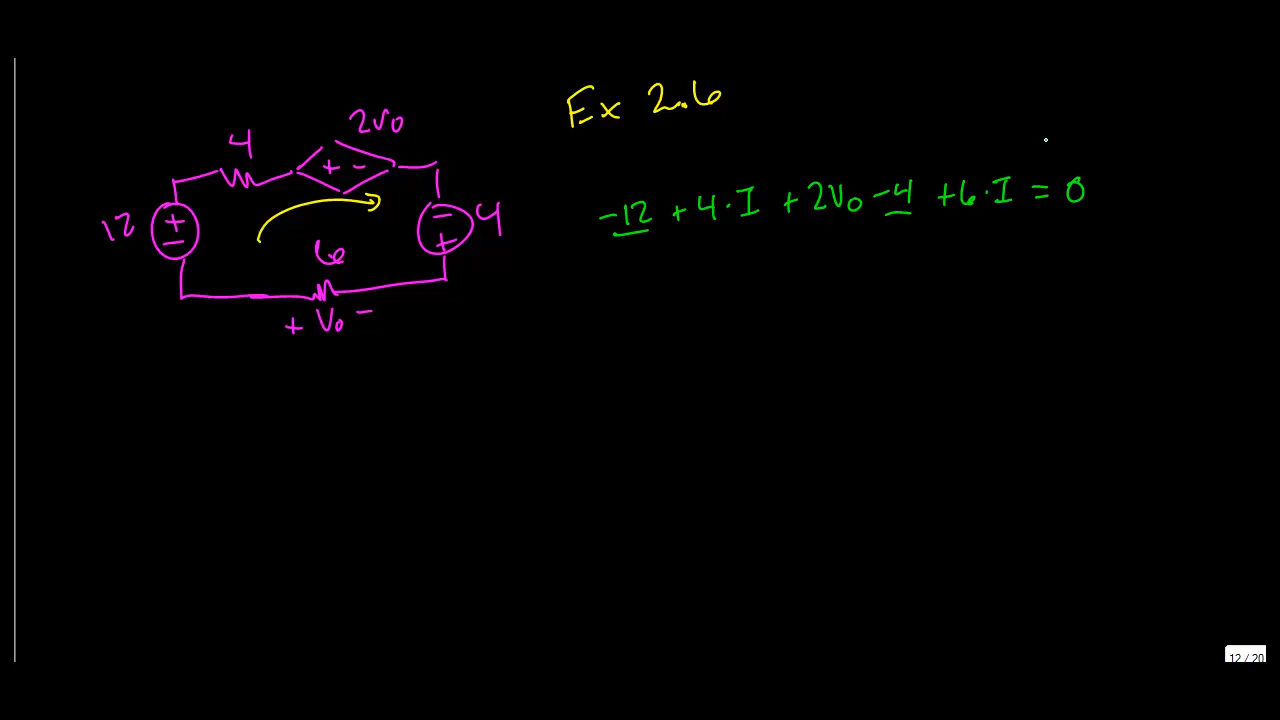 Ex 2.6
2v₀
4
+ -
-12 + 4·I + 2V₀ -4 + 6·I = 0
12
+
-
-
+
4
6
+ V₀ -
12 / 20